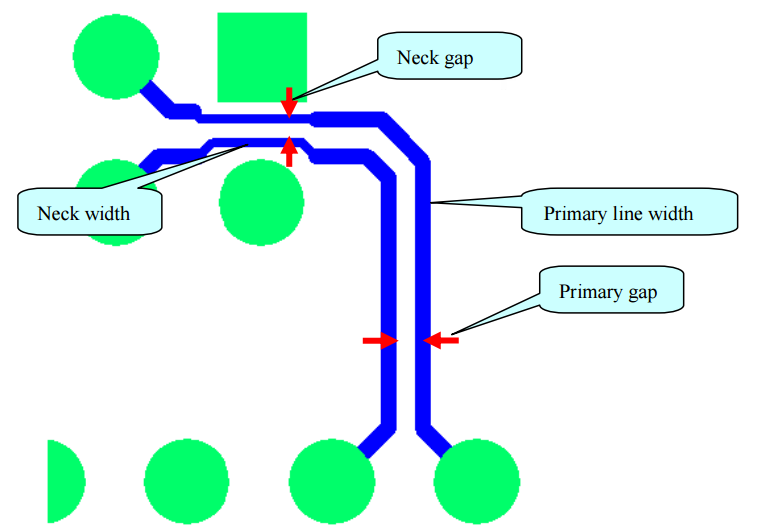 Neck gap
Neck width
Primary line width
Primary gap